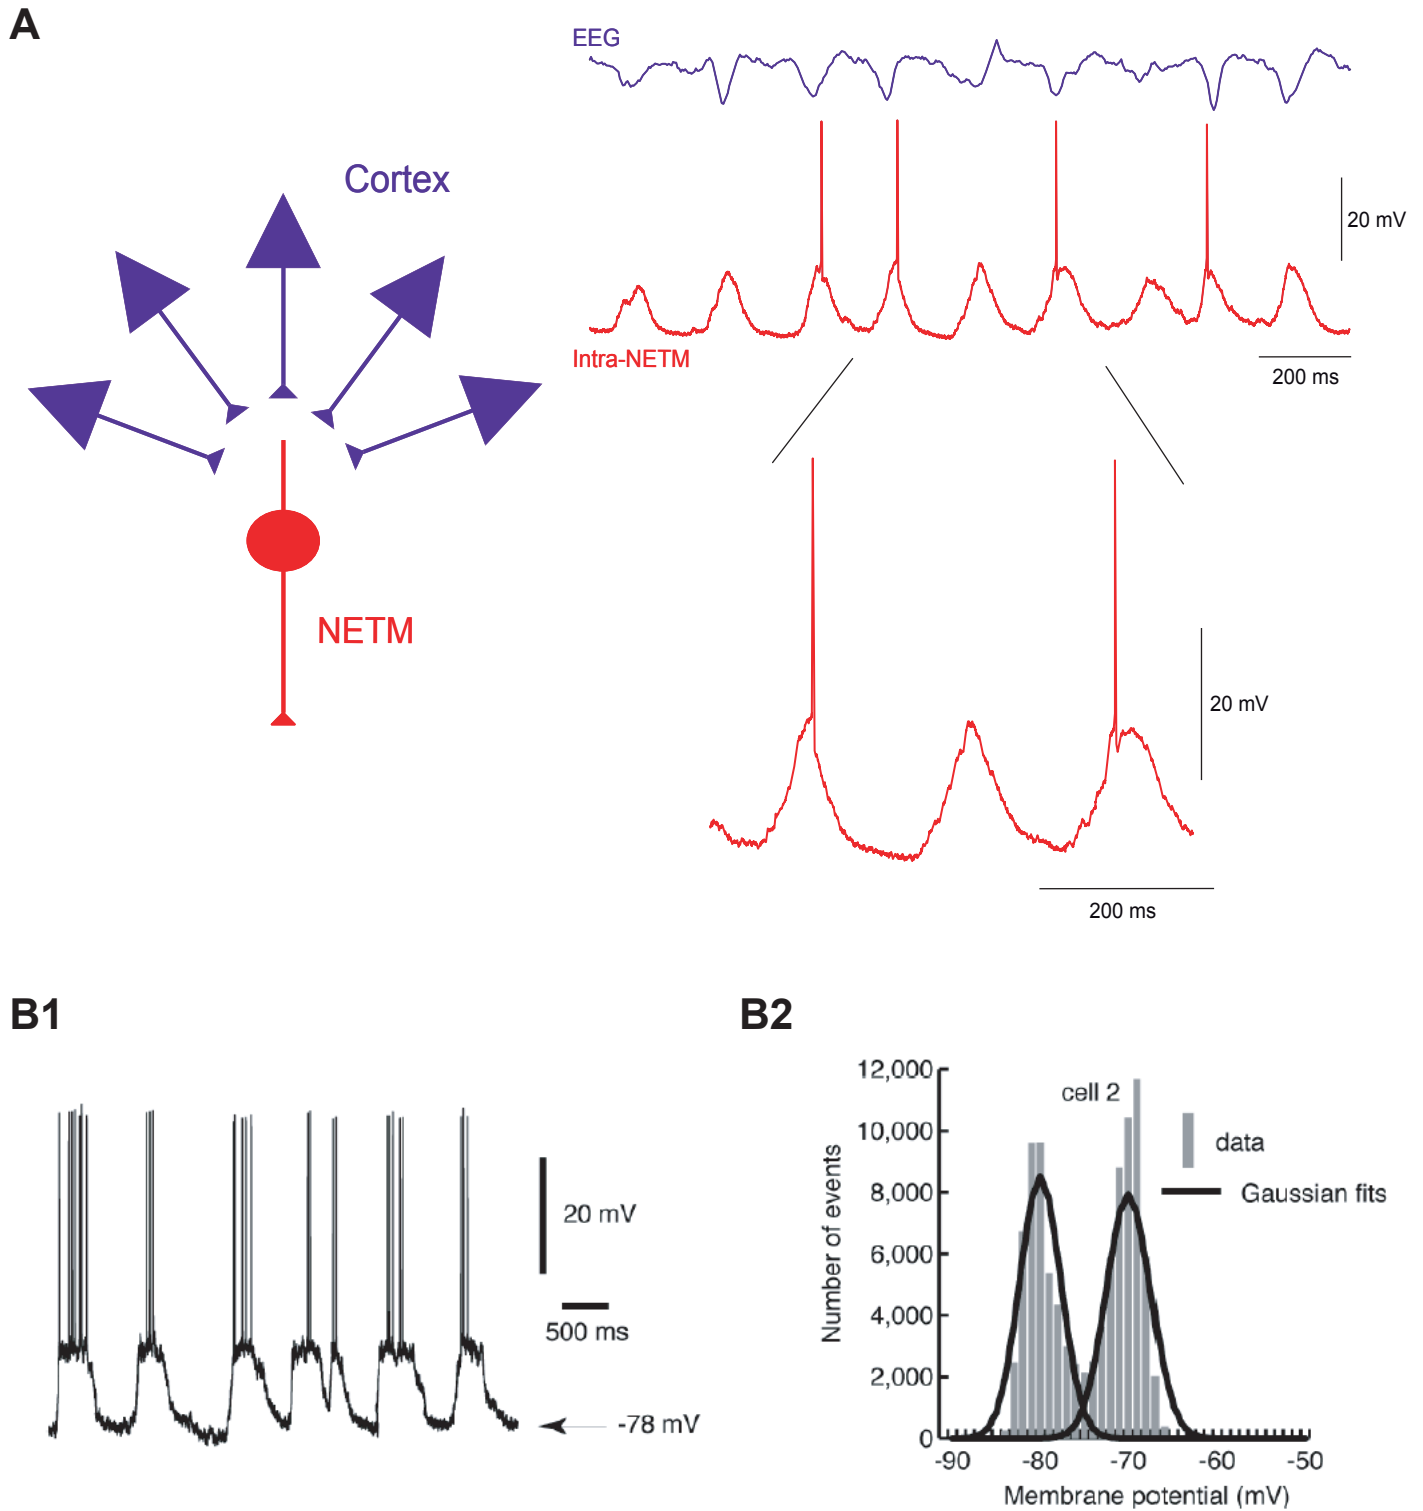 A
EEG
Cortex
20 mV
Intra-NETM
200 ms
NETM
20 mV
200 ms
B1
B2
20 mV
500 ms
-78 mV
12,000
10,000
8,000
6,000
4,000
2,000
0
Number of events
cell 2
data
Gaussian fits
-90 -80 -70 -60 -50
Membrane potential (mV)